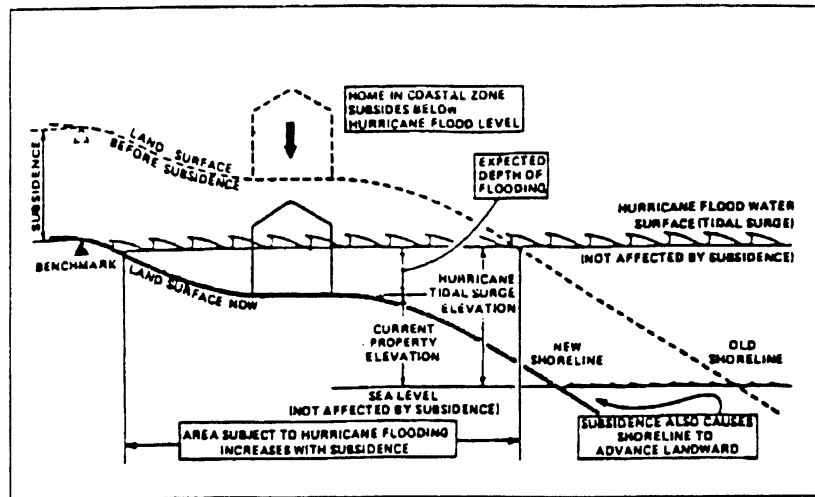 HOME IN COASTAL ZONE
SUBSIDES BELOW
HURRICANE FLOOD LEVEL
LAND SURFACE
BEFORE SUBSIDENCE
SUBSIDENCE
EXPECTED
DEPTH OF
FLOODING
HURRICANE FLOOD WATER
SURFACE (TIDAL SURGE)
(NOT AFFECTED BY SUBSIDENCE)
BENCHMARK
LAND SURFACE NOW
HURRICANE
TIDAL SURGE
ELEVATION
CURRENT
PROPERTY
ELEVATION
NEW
SHORELINE
OLD
SHORELINE
SEA LEVEL
(NOT AFFECTED BY SUBSIDENCE)
AREA SUBJECT TO HURRICANE FLOODING
INCREASES WITH SUBSIDENCE
SUBSIDENCE ALSO CAUSES
SHORELINE TO
ADVANCE LANDWARD